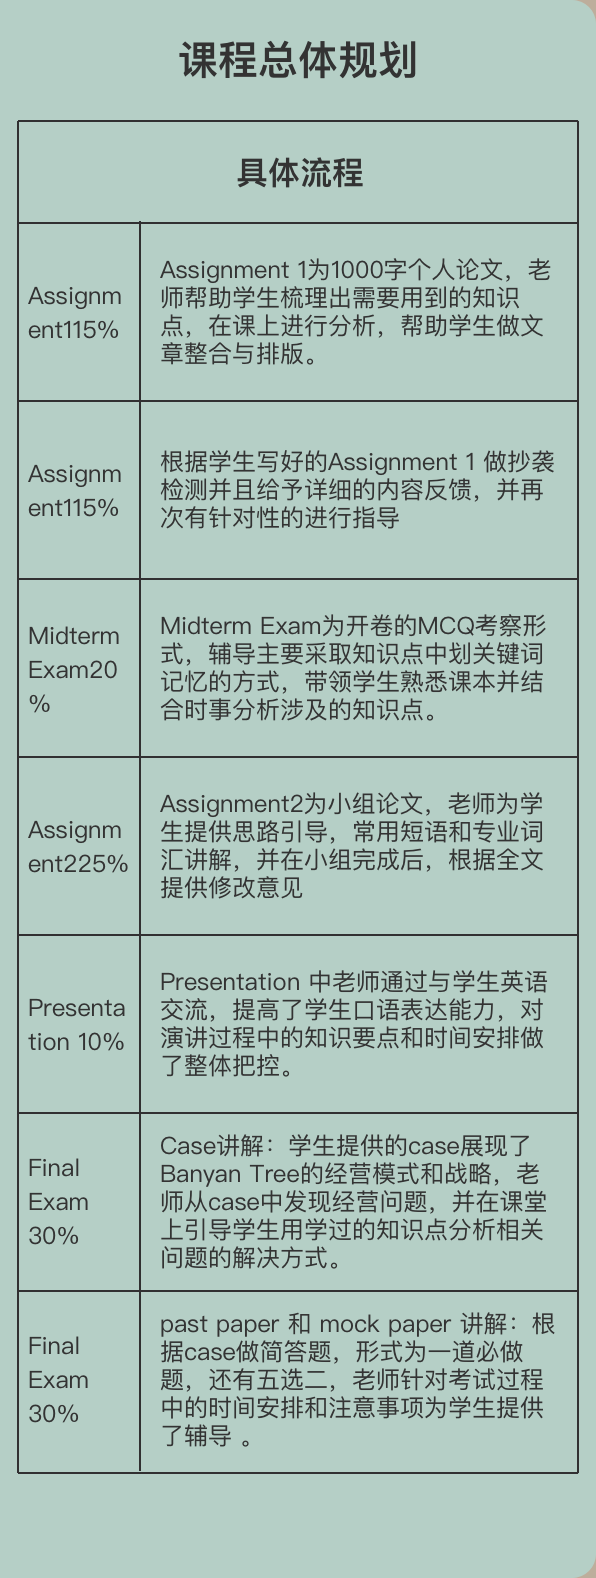 课程总体规划
具体流程
Assignm
ent115%
Assignment 1为1000字个人论文，老
师帮助学生梳理出需要用到的知识
点，在课上进行分析，帮助学生做文
章整合与排版。
Assignm
ent115%
根据学生写好的Assignment 1 做抄袭
检测并且给予详细的内容反馈，并再
次有针对性的进行指导
Midterm
Exam20
%
Midterm Exam为开卷的MCQ考察形
式，辅导主要采取知识点中划关键词
记忆的方式，带领学生熟悉课本并结
合时事分析涉及的知识点。
Assignm
ent225%
Assignment2为小组论文，老师为学
生提供思路引导，常用短语和专业词
汇讲解，并在小组完成后，根据全文
提供修改意见
Presenta
tion 10%
Presentation 中老师通过与学生英语
交流，提高了学生口语表达能力，对
演讲过程中的知识要点和时间安排做
了整体把控。
Final
Exam
30%
Case讲解：学生提供的case展现了
Banyan Tree的经营模式和战略，老
师从case中发现经营问题，并在课堂
上引导学生用学过的知识点分析相关
问题的解决方式。
Final
Exam
30%
past paper 和 mock paper 讲解：根
据case做简答题，形式为一道必做
题，还有五选二，老师针对考试过程
中的时间安排和注意事项为学生提供
了辅导 。